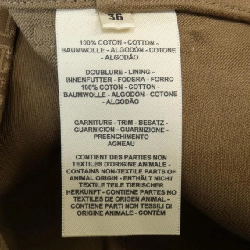 36
100% COTON - COTTON -
BAUMWOLLE - ALGODON - COTONE
- ALGODÃO
DOUBLURE - LINING -
INNENFUTTER - FODERA - FORRO
100% COTON - COTTON -
BAUMWOLLE - ALGODON - COTONE
- ALGODÃO
GARNITURE - TRIM - BESATZ -
GUARNICION - GUARNIZIONE -
PREENCHIMENTO
AGNEAU
CONTIENT DES PARTIES NON
TEXTILES D'ORIGINE ANIMALE -
CONTAINS NON-TEXTILE PARTS OF
ANIMAL ORIGIN - ENTHÄLT NICHT
TEXTILE TEILE TIERISCHER
HERKUNFT - CONTIENE PARTES NO
TEXTILES DE ORIGEN ANIMAL -
CONTIENE PARTI NON TESSILI DI
ORIGINE ANIMALE - CONTÉM